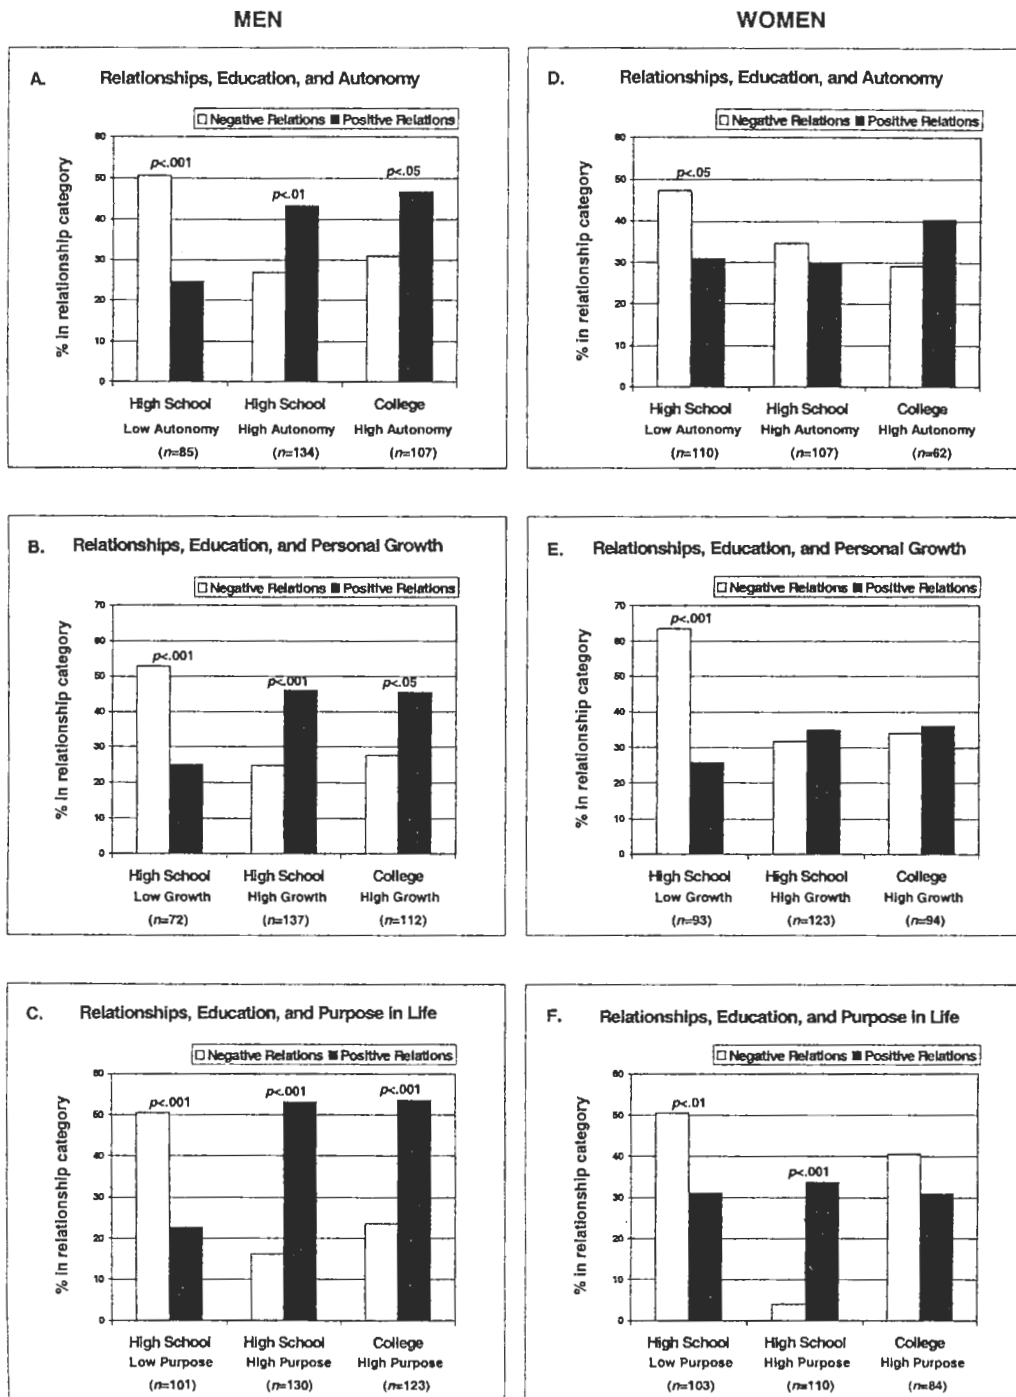 MEN
A. Relationships, Education, and Autonomy
Negative Relations Positive Relations
% in relationship category
60
50
40
30
20
10
0
p<.001
p<.01
p<.05
High School High School College
Low Autonomy High Autonomy High Autonomy
(n=85) (n=134) (n=107)
B. Relationships, Education, and Personal Growth
Negative Relations Positive Relations
% in relationship category
70
60
50
40
30
20
10
0
p<.001
p<.001
p<.05
High School High School College
Low Growth High Growth High Growth
(n=72) (n=137) (n=112)
C. Relationships, Education, and Purpose in Life
Negative Relations Positive Relations
% in relationship category
60
50
40
30
20
10
0
p<.001
p<.001
p<.001
High School High School College
Low Purpose High Purpose High Purpose
(n=101) (n=130) (n=123)
WOMEN
D. Relationships, Education, and Autonomy
Negative Relations Positive Relations
% in relationship category
60
50
40
30
20
10
0
p<.05
High School High School College
Low Autonomy High Autonomy High Autonomy
(n=110) (n=107) (n=62)
E. Relationships, Education, and Personal Growth
Negative Relations Positive Relations
% in relationship category
70
60
50
40
30
20
10
0
p<.001
High School High School College
Low Growth High Growth High Growth
(n=93) (n=123) (n=94)
F. Relationships, Education, and Purpose in Life
Negative Relations Positive Relations
% in relationship category
60
50
40
30
20
10
0
p<.01
p<.001
High School High School College
Low Purpose High Purpose High Purpose
(n=103) (n=110) (n=84)